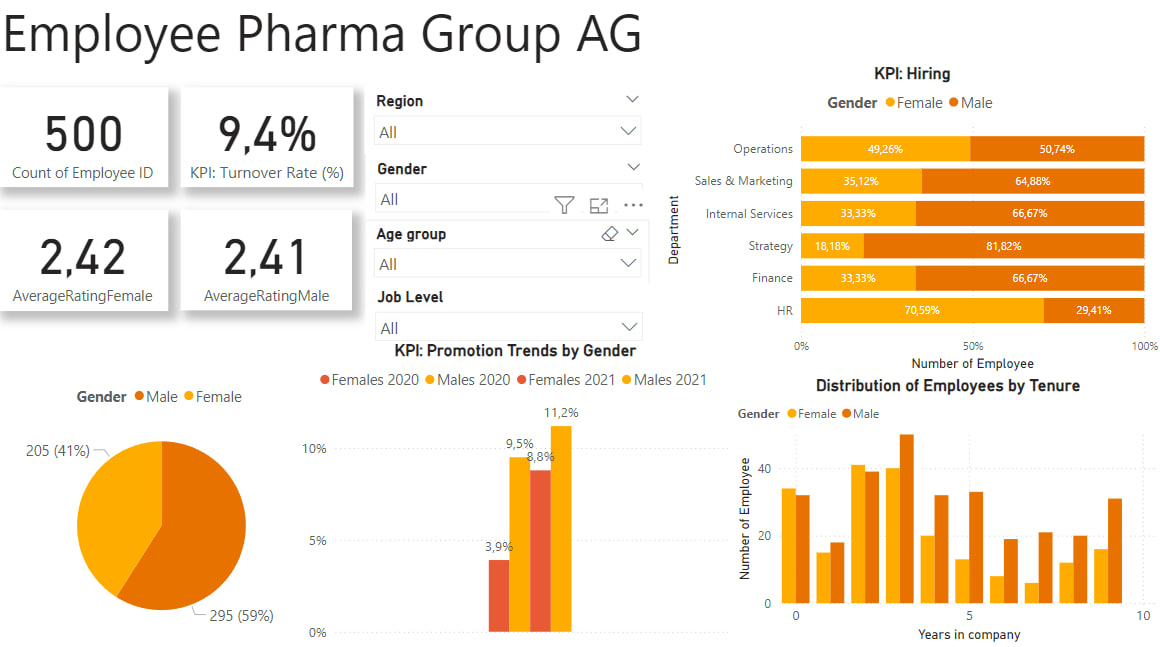 Employee Pharma Group AG
500
Count of Employee ID
9,4%
KPI: Turnover Rate (%)
2,42
AverageRatingFemale
2,41
AverageRatingMale
Region
All
Gender
All
Age group
All
Job Level
All
KPI: Hiring
Gender Female Male
Department
Operations 49,26% 50,74%
Sales & Marketing 35,12% 64,88%
Internal Services 33,33% 66,67%
Strategy 18,18% 81,82%
Finance 33,33% 66,67%
HR 70,59% 29,41%
0% 50% 100%
Number of Employee
Gender Male Female
205 (41%)
295 (59%)
KPI: Promotion Trends by Gender
Females 2020 Males 2020 Females 2021 Males 2021
11,2%
9,5%
8,8%
3,9%
10%
5%
0%
Distribution of Employees by Tenure
Gender Female Male
Number of Employee
40
20
0
0 5 10
Years in company